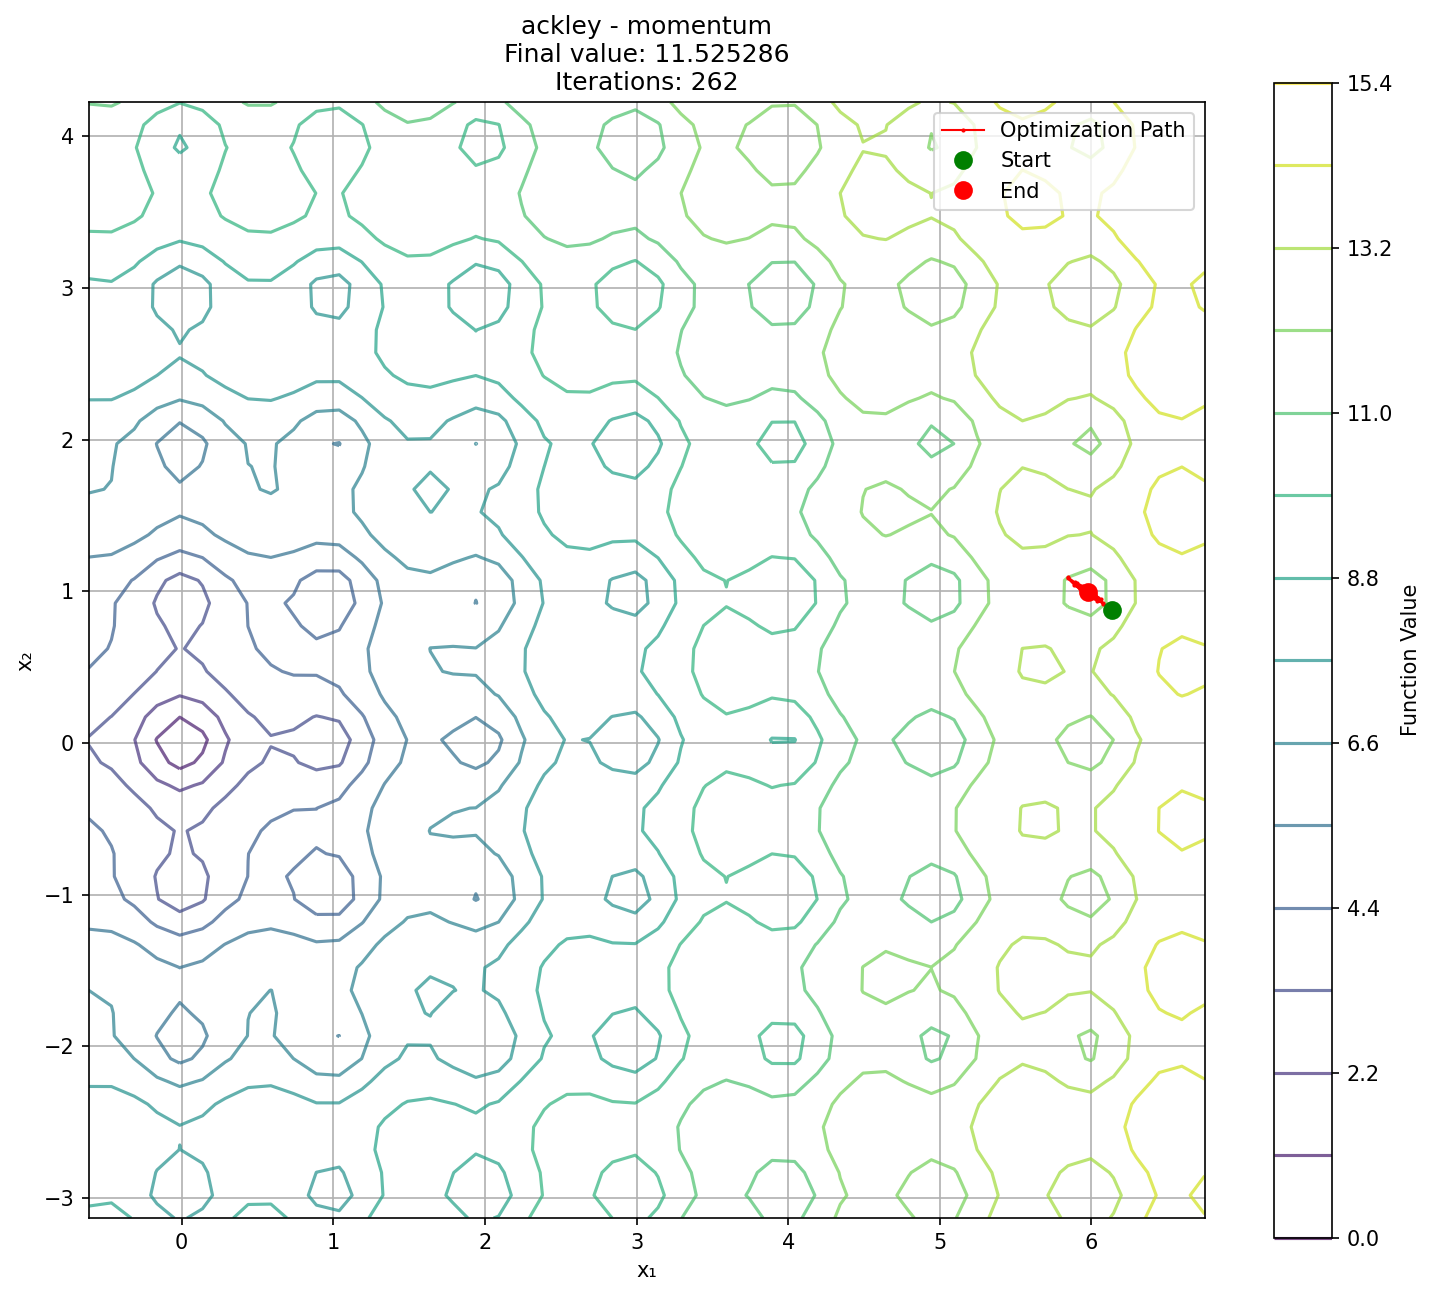 ackley - momentum
Final value: 11.525286
Iterations: 262
Optimization Path
Start
End
4
3
2
1
0
−1
−2
−3
x₂
0
1
2
3
4
5
6
x₁
15.4
13.2
11.0
8.8
6.6
4.4
2.2
0.0
Function Value